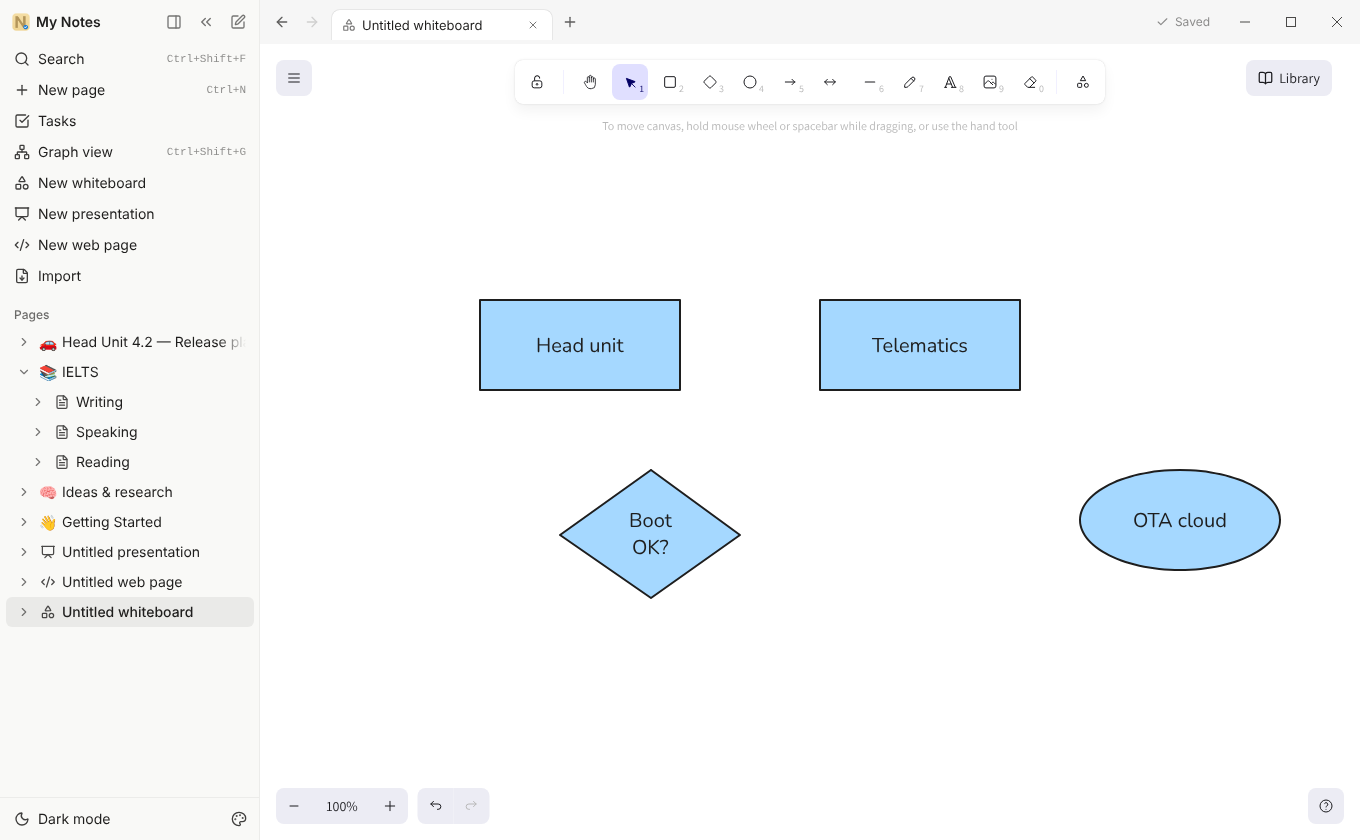 My Notes
Search Ctrl+Shift+F
New page Ctrl+N
Tasks
Graph view Ctrl+Shift+G
New whiteboard
New presentation
New web page
Import
Pages
Head Unit 4.2 — Release
IELTS
Writing
Speaking
Reading
Ideas & research
Getting Started
Untitled presentation
Untitled web page
Untitled whiteboard
Dark mode
Untitled whiteboard
Saved
1 2 3 4 5 6 7 8 9 0
Library
To move canvas, hold mouse wheel or spacebar while dragging, or use the hand tool
Head unit
Telematics
Boot
OK?
OTA cloud
100%